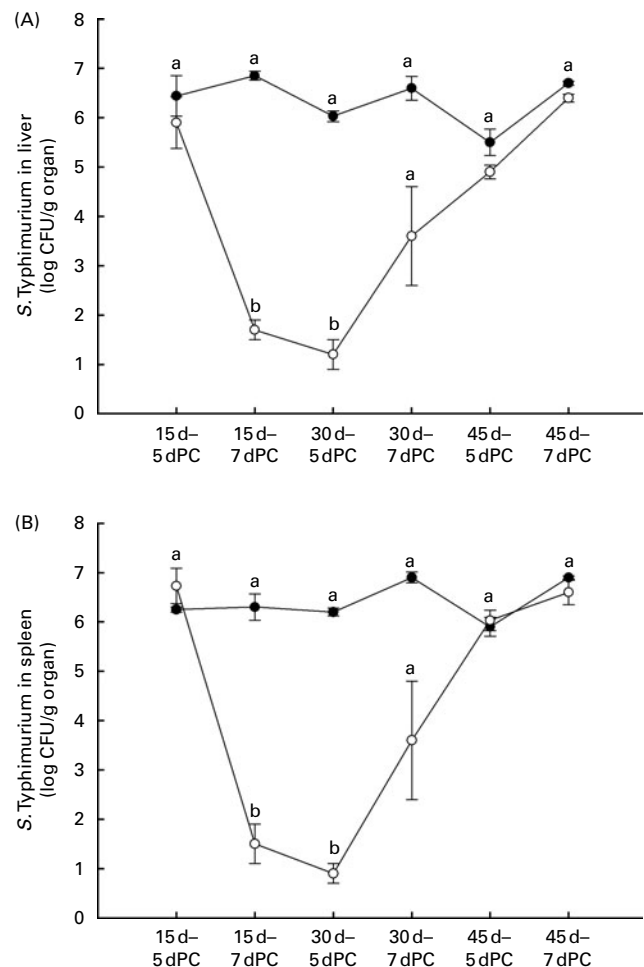 (A)
8
7
6
5
4
3
2
1
0
S.Typhimurium in liver
(log CFU/g organ)
a
a
a
a
a
a
a
b
b
15 d–
5 dPC
15 d–
7 dPC
30 d–
5 dPC
30 d–
7 dPC
45 d–
5 dPC
45 d–
7 dPC
(B)
8
7
6
5
4
3
2
1
0
S.Typhimurium in spleen
(log CFU/g organ)
a
a
a
a
a
a
a
b
b
15 d–
5 dPC
15 d–
7 dPC
30 d–
5 dPC
30 d–
7 dPC
45 d–
5 dPC
45 d–
7 dPC